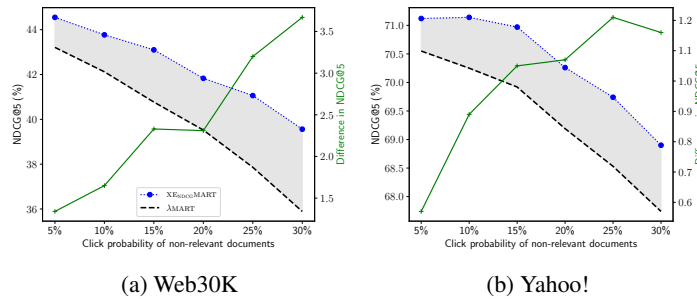 44
42
40
38
36
NDCG@5 (%)
5% 10% 15% 20% 25% 30%
Click probability of non-relevant documents
3.5
3.0
2.5
2.0
1.5
Difference in NDCG@5
XENDCGMART
λMART
(a) Web30K
71.0
70.5
70.0
69.5
69.0
68.5
68.0
NDCG@5 (%)
5% 10% 15% 20% 25% 30%
Click probability of non-relevant documents
1.2
1.1
1.0
0.9
0.8
0.7
0.6
(b) Yahoo!